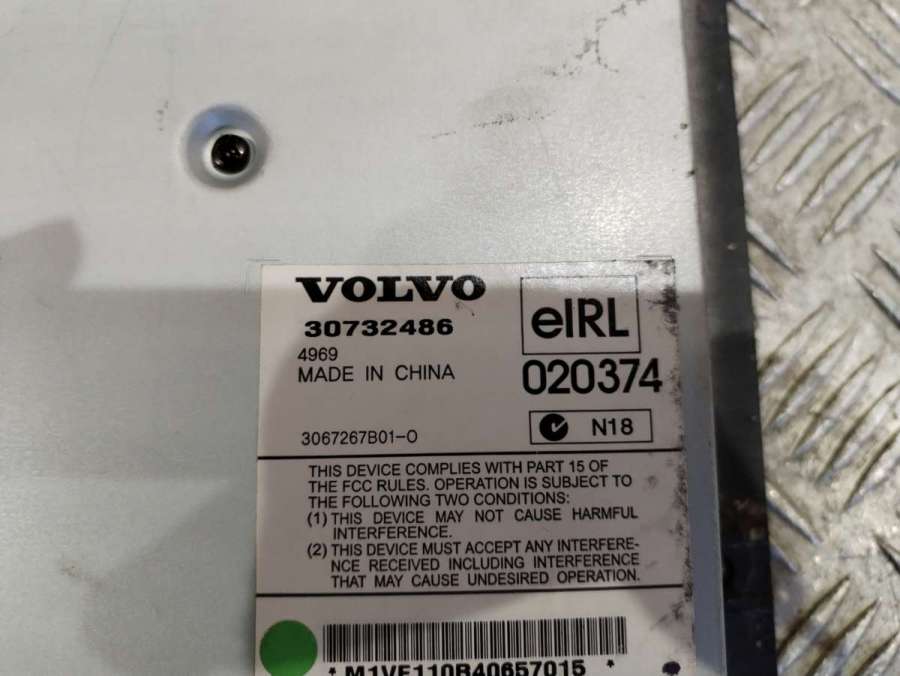 VOLVO
30732486
4969
MADE IN CHINA
3067267B01-O
eIRL
020374
N18
THIS DEVICE COMPLIES WITH PART 15 OF
THE FCC RULES. OPERATION IS SUBJECT TO
THE FOLLOWING TWO CONDITIONS:
(1) THIS DEVICE MAY NOT CAUSE HARMFUL
INTERFERENCE.
(2) THIS DEVICE MUST ACCEPT ANY INTERFERE-
NCE RECEIVED INCLUDING INTERFERENCE
THAT MAY CAUSE UNDESIRED OPERATION.
* M1VF110B40657015 *